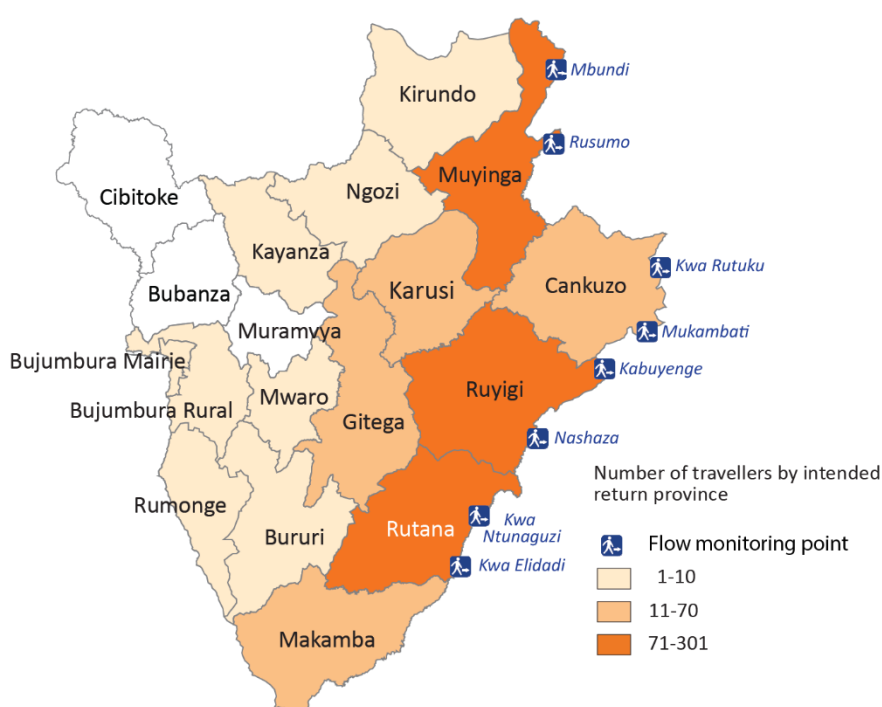 Mbundi
Kirundo
Rusumo
Muyinga
Ngozi
Cibitoke
Kayanza
Kwa Rutuku
Karusi
Cankuzo
Bubanza
Muramvya
Mukambati
Bujumbura Mairie
Kabuyenge
Ruyigi
Mwaro
Bujumbura Rural
Gitega
Nashaza
Number of travellers by intended
return province
Rumonge
Kwa
Ntunaguzi
Rutana
Bururi
Flow monitoring point
Kwa Elidadi
1-10
11-70
Makamba
71-301